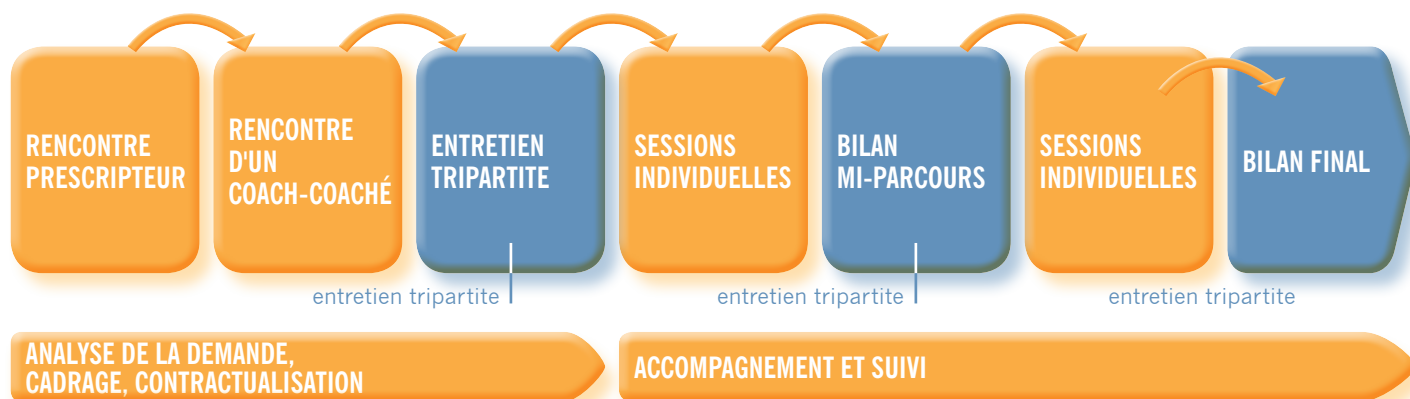 RENCONTRE
PRESCRIPTEUR
RENCONTRE
D'UN
COACH-COACHÉ
ENTRETIEN
TRIPARTITE
SESSIONS
INDIVIDUELLES
BILAN
MI-PARCOURS
SESSIONS
INDIVIDUELLES
BILAN FINAL
entretien tripartite
entretien tripartite
entretien tripartite
ANALYSE DE LA DEMANDE,
CADRAGE, CONTRACTUALISATION
ACCOMPAGNEMENT ET SUIVI